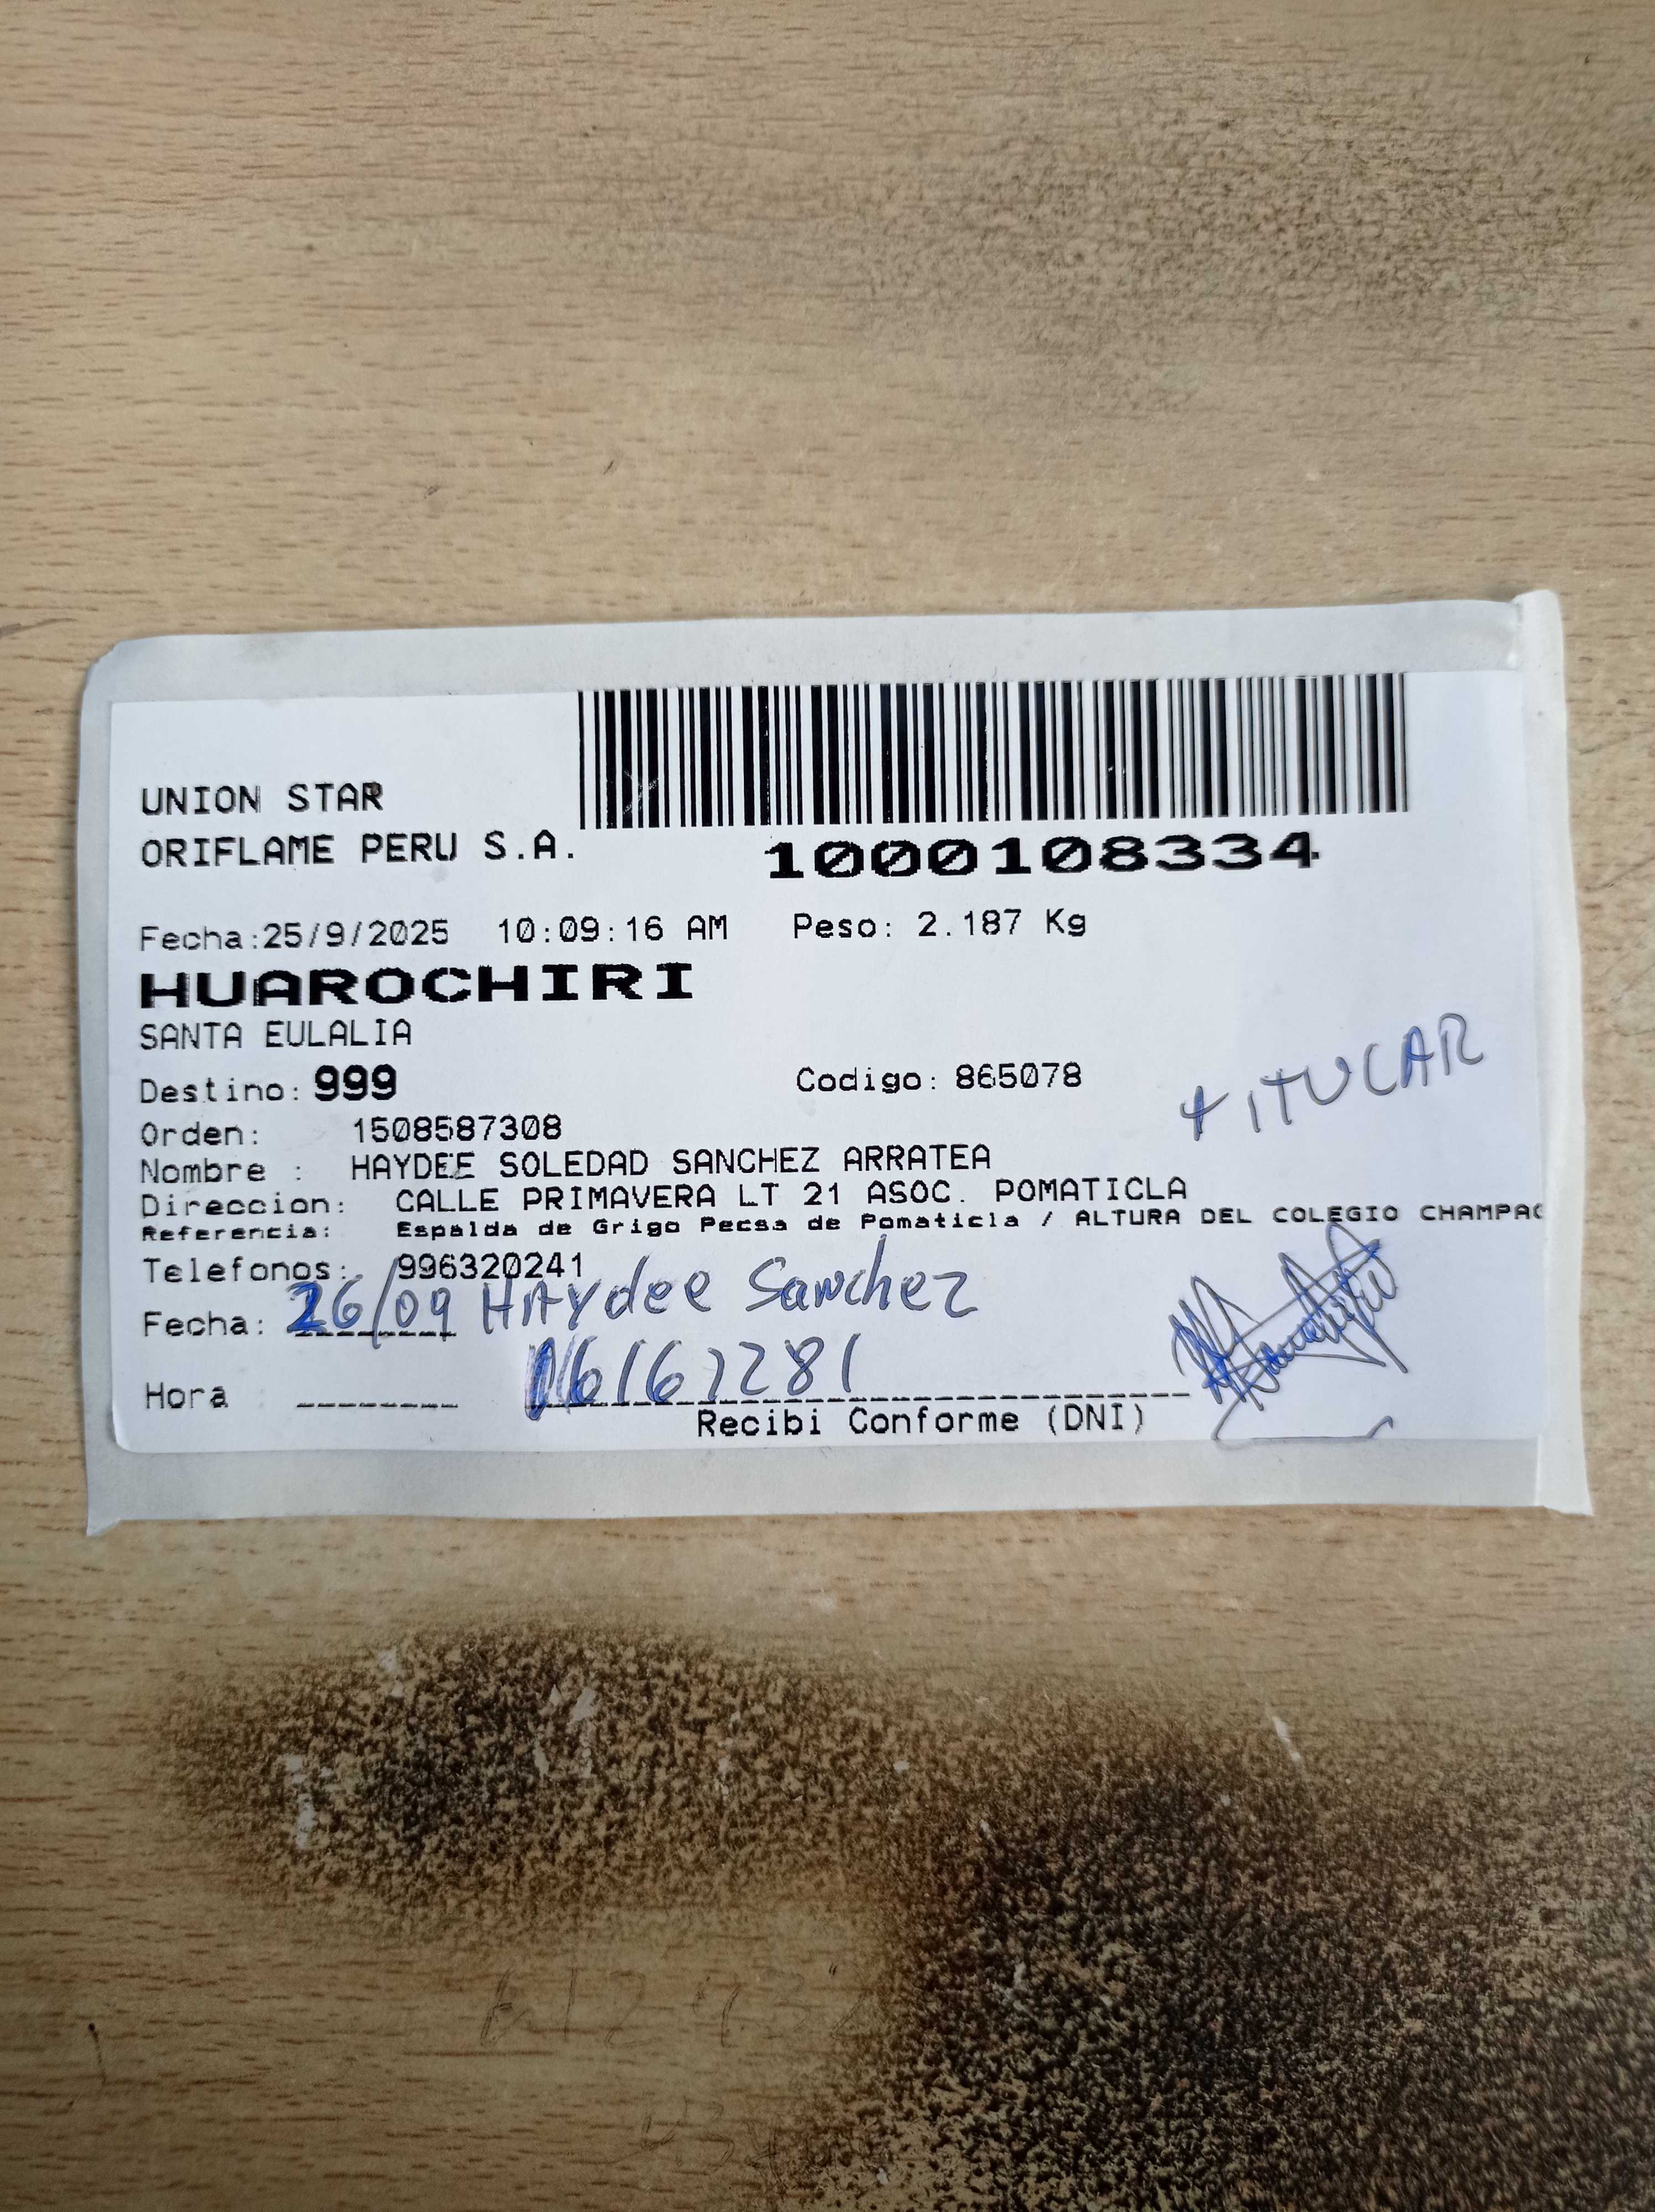 UNION STAR
ORIFLAME PERU S.A.
1000108334
Fecha:25/9/2025 10:09:16 AM Peso: 2.187 Kg
HUAROCHIRI
SANTA EULALIA
Destino: 999 Codigo: 865078
+ ITUCAR
Orden: 1508587308
Nombre : HAYDEE SOLEDAD SANCHEZ ARRATEA
Direccion: CALLE PRIMAVERA LT 21 ASOC. POMATICLA
Referencia: Espalda de Grigo Pecsa de Pomaticla / ALTURA DEL COLEGIO CHAMPAG
Telefonos: 996320241
Fecha: 26/09 HAYdee Sanchez
Hora
Recibi Conforme (DNI)